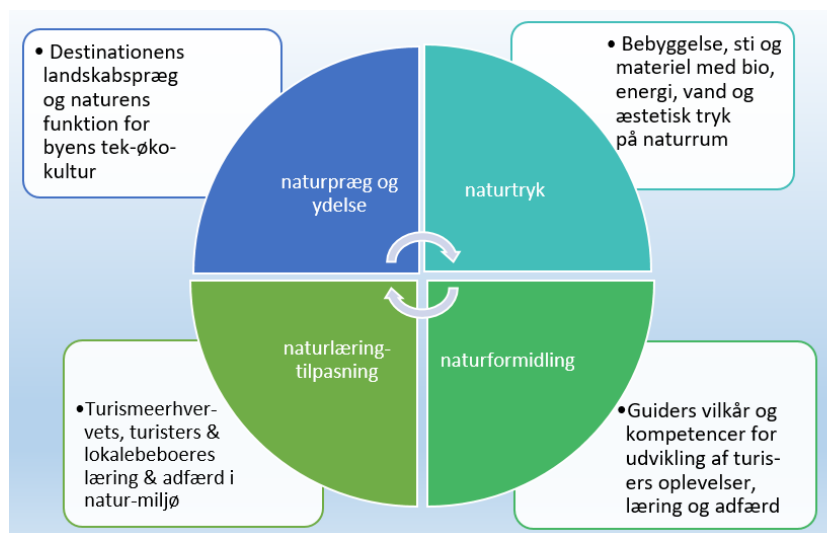 • Destinationens
landskabspræg
og naturens
funktion for
byens tek-øko-
kultur
• Bebyggelse, sti og
materiel med bio,
energi, vand og
æstetisk tryk
på naturrum
naturpræg og
ydelse
naturtryk
naturlæring-
tilpasning
naturformidling
•Turismeerhver-
vets, turisters &
lokalebeboeres
læring & adfærd i
natur-miljø
•Guiders vilkår og
kompetencer for
udvikling af turis-
ers oplevelser,
læring og adfærd